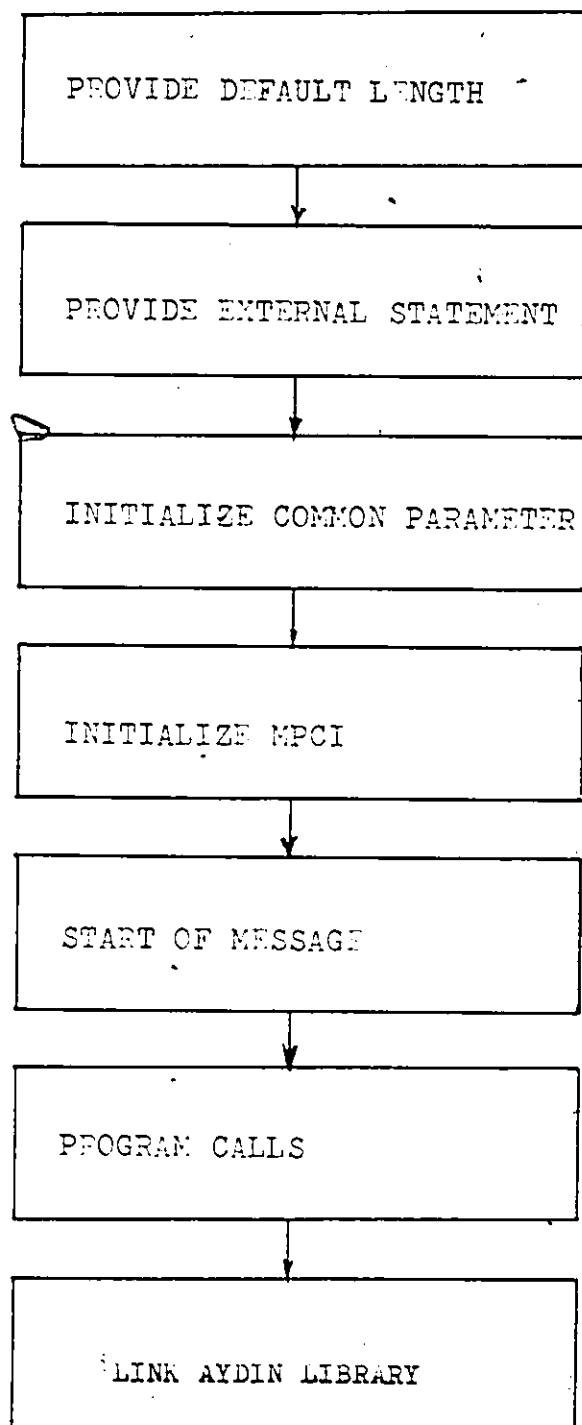 PROVIDE DEFAULT LENGTH
PROVIDE EXTERNAL STATEMENT
INITIALIZE COMMON PARAMETER
INITIALIZE MPCI
START OF MESSAGE
PROGRAM CALLS
LINK AYDIN LIBRARY